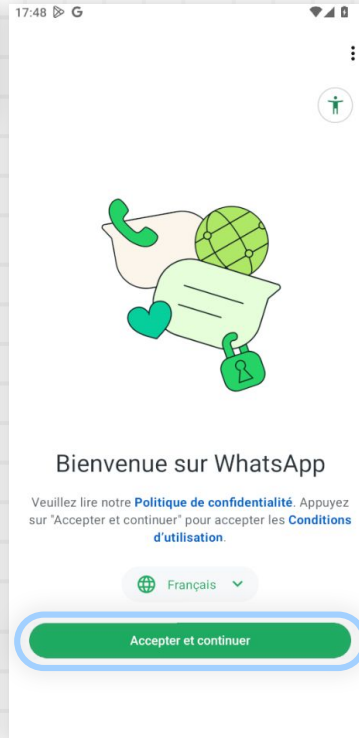 17:48 G
Bienvenue sur WhatsApp
Veuillez lire notre Politique de confidentialité. Appuyez
sur "Accepter et continuer" pour accepter les Conditions
d'utilisation.
Français
Accepter et continuer